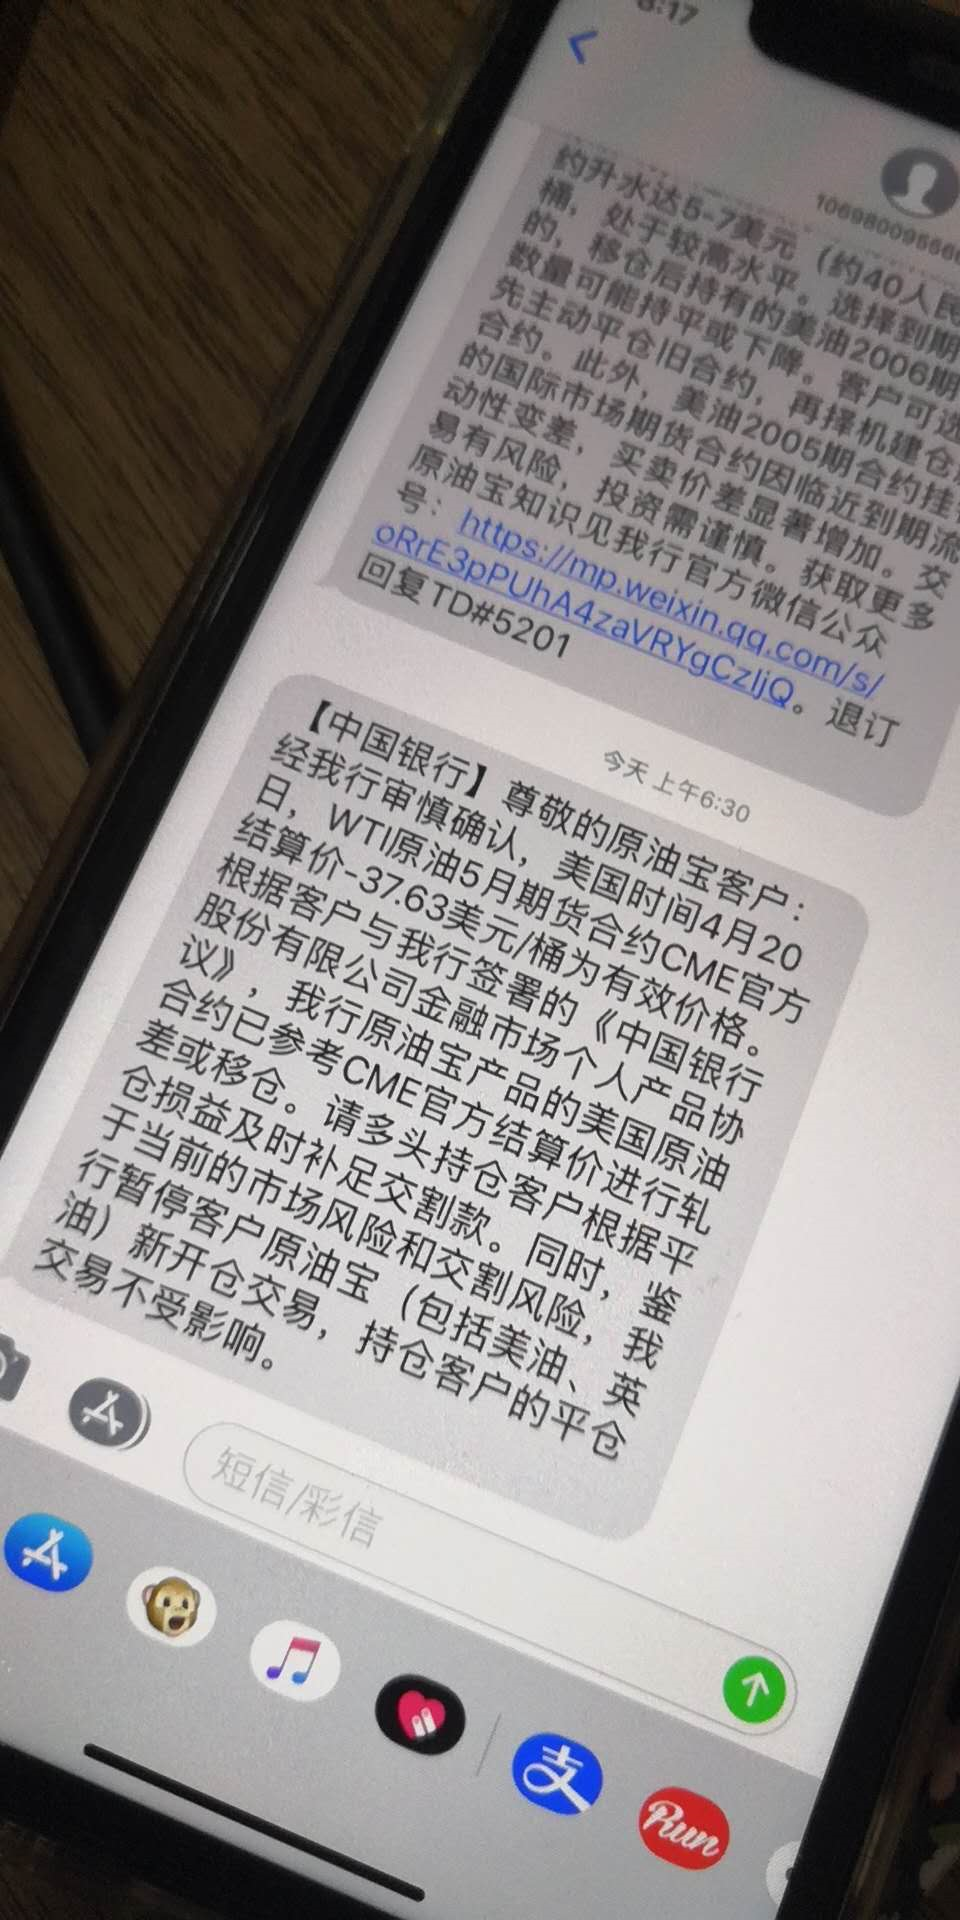 8:17
10698009556
约升水达5-7美元（约40人民
桶，处于较高水平。选择到期
的，移仓后持有的美油2006期
数量可能持平或下降。客户可选
先主动平仓旧合约，再择机建仓
合约。此外，美油2005期合约挂
的国际市场期货合约因临近到期流
动性变差，买卖价差显著增加。交
易有风险，投资需谨慎。获取更多
原油宝知识见我行官方微信公众
号：https://mp.weixin.qq.com/s/
oRrE3pPUhA4zaVRYgCzIjQ。退订
回复TD#5201
今天 上午6:30
【中国银行】尊敬的原油宝客户：
经我行审慎确认，美国时间4月20
日，WTI原油5月期货合约CME官方
结算价-37.63美元/桶为有效价格。
根据客户与我行签署的《中国银行
股份有限公司金融市场个人产品协
议》，我行原油宝产品的美国原油
合约已参考CME官方结算价进行轧
差或移仓。请多头持仓客户根据平
仓损益及时补足交割款。同时，鉴
于当前的市场风险和交割风险，我
行暂停客户原油宝（包括美油、英
油）新开仓交易，持仓客户的平仓
交易不受影响。
短信/彩信
支
Run